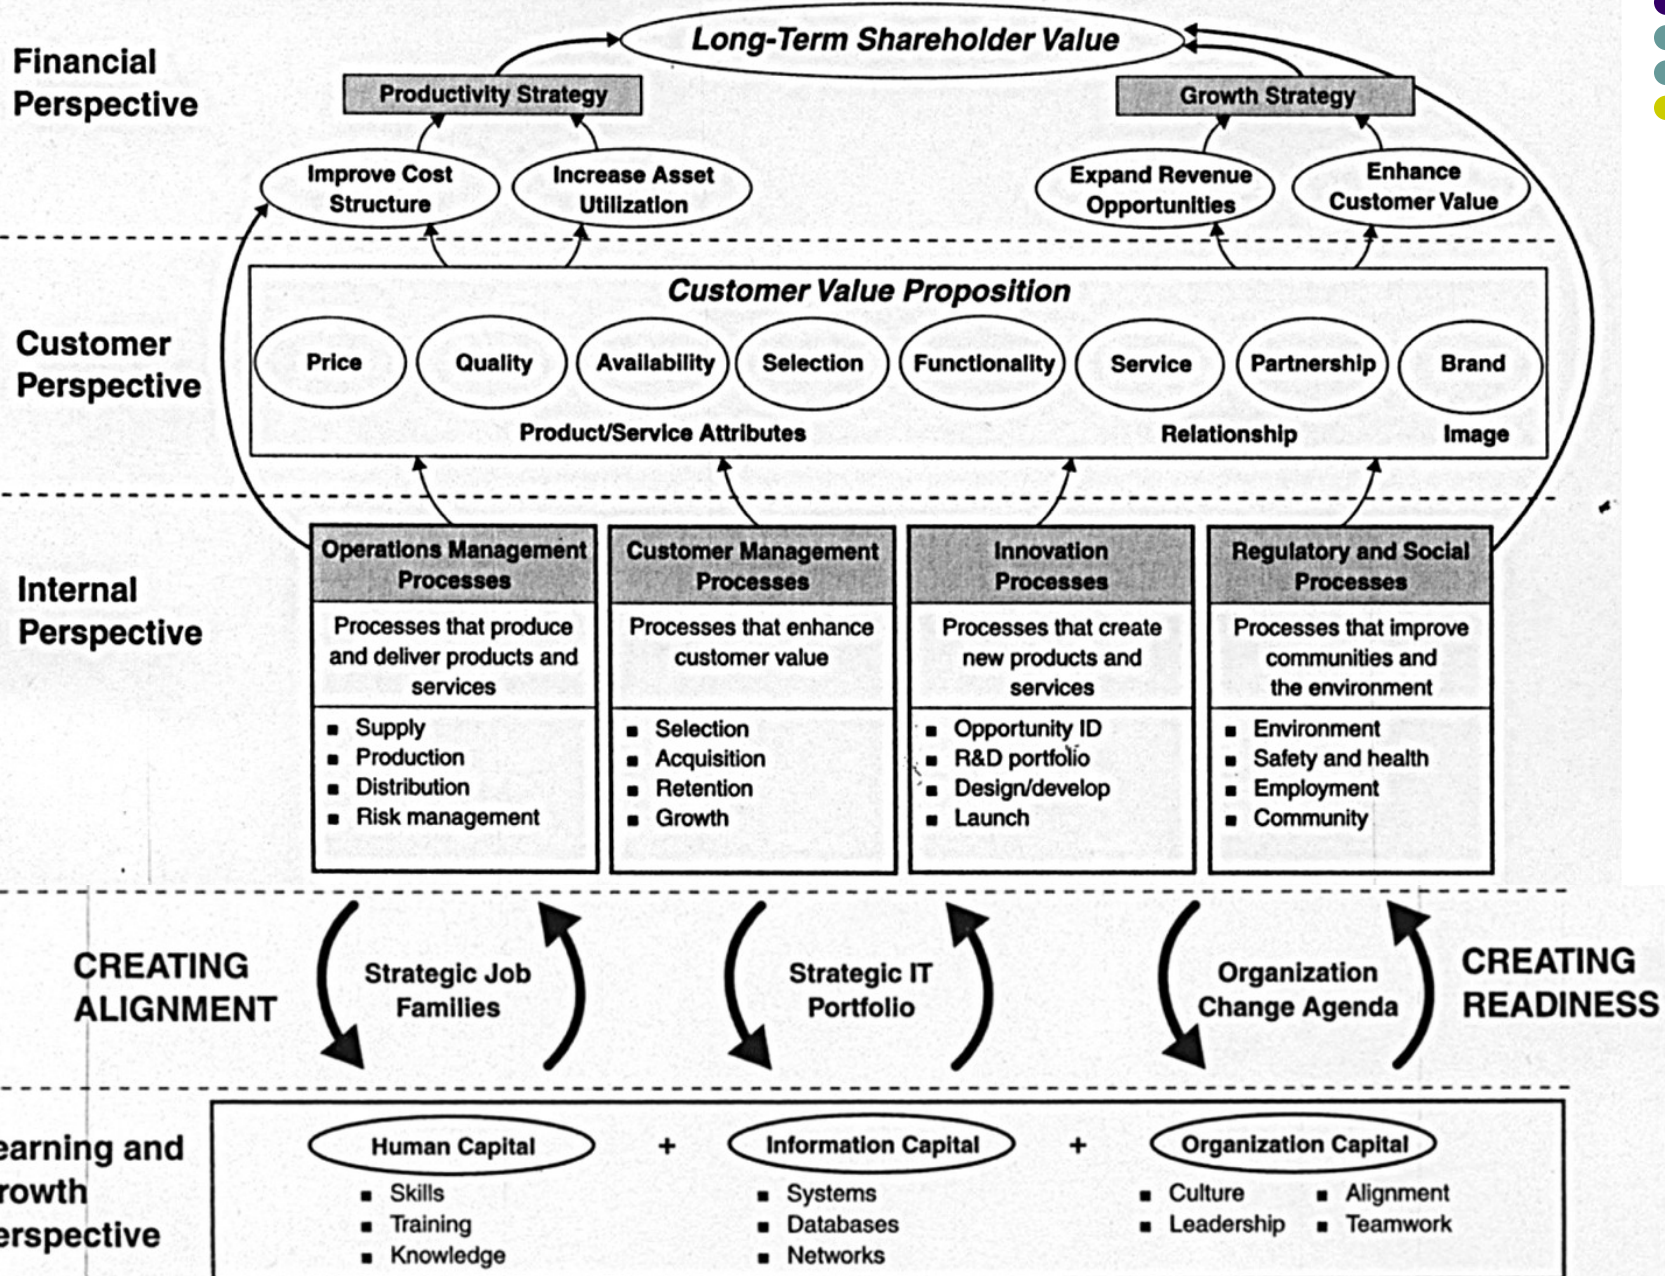 Long-Term Shareholder Value
Financial
Perspective
Productivity Strategy
Growth Strategy
Improve Cost
Structure
Increase Asset
Utilization
Expand Revenue
Opportunities
Enhance
Customer Value
Customer
Perspective
Customer Value Proposition
Price
Quality
Availability
Selection
Functionality
Service
Partnership
Brand
Product/Service Attributes
Relationship
Image
Internal
Perspective
Operations Management
Processes
Processes that produce
and deliver products and
services
▪ Supply
▪ Production
▪ Distribution
▪ Risk management
Customer Management
Processes
Processes that enhance
customer value
▪ Selection
▪ Acquisition
▪ Retention
▪ Growth
Innovation
Processes
Processes that create
new products and
services
▪ Opportunity ID
▪ R&D portfolio
▪ Design/develop
▪ Launch
Regulatory and Social
Processes
Processes that improve
communities and
the environment
▪ Environment
▪ Safety and health
▪ Employment
▪ Community
CREATING
ALIGNMENT
Strategic Job
Families
Strategic IT
Portfolio
Organization
Change Agenda
CREATING
READINESS
earning and
rowth
erspective
Human Capital
+
Information Capital
+
Organization Capital
▪ Skills
▪ Training
▪ Knowledge
▪ Systems
▪ Databases
▪ Networks
▪ Culture
▪ Leadership
▪ Alignment
▪ Teamwork